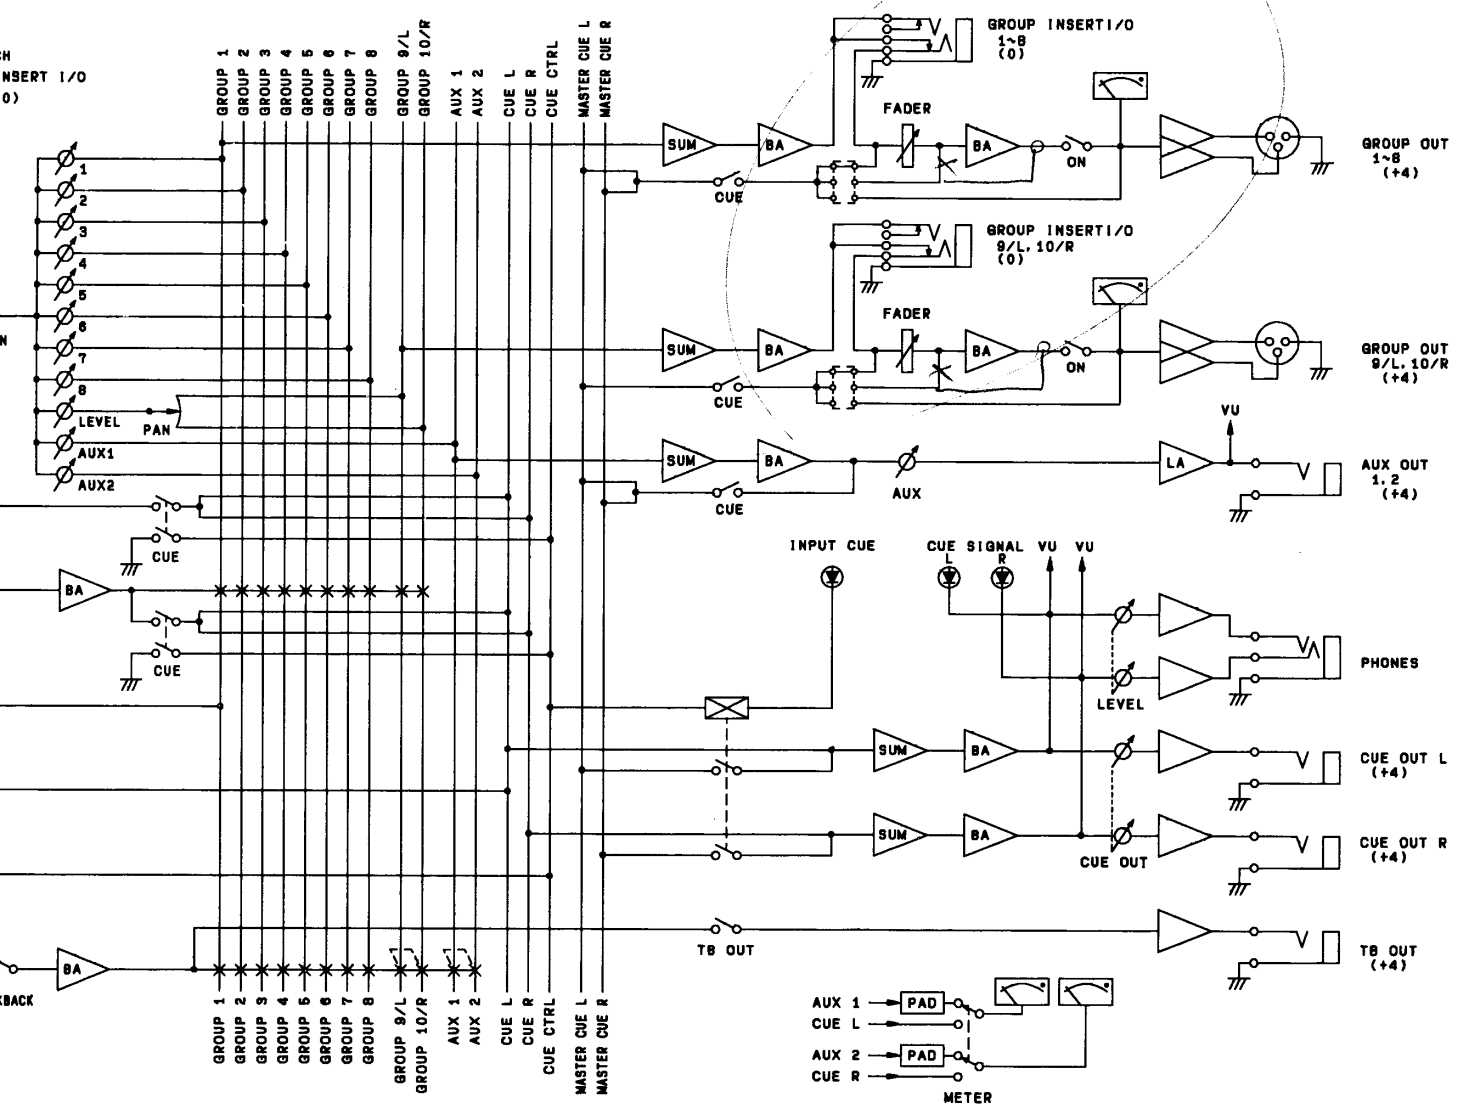 CH
INSERT I/O
0)
GROUP 1
GROUP 2
GROUP 3
GROUP 4
GROUP 5
GROUP 6
GROUP 7
GROUP 8
GROUP 9/L
GROUP 10/R
AUX 1
AUX 2
CUE L
CUE R
CUE CTRL
MASTER CUE L
MASTER CUE R
GROUP INSERT I/O
1~8
(0)
FADER
SUM
BA
BA
ON
CUE
GROUP OUT
1~8
(+4)
1
2
3
4
5
6
7
8
LEVEL
PAN
AUX1
AUX2
N
GROUP INSERT I/O
9/L, 10/R
(0)
FADER
SUM
BA
BA
ON
CUE
GROUP OUT
9/L, 10/R
(+4)
VU
SUM
BA
AUX
LA
CUE
AUX OUT
1, 2
(+4)
CUE
BA
CUE
INPUT CUE
CUE SIGNAL
L
R
VU
VU
LEVEL
PHONES
SUM
BA
CUE OUT L
(+4)
SUM
BA
CUE OUT
CUE OUT R
(+4)
TB OUT
TB OUT
(+4)
BA
KBACK
GROUP 1
GROUP 2
GROUP 3
GROUP 4
GROUP 5
GROUP 6
GROUP 7
GROUP 8
GROUP 9/L
GROUP 10/R
AUX 1
AUX 2
CUE L
CUE R
CUE CTRL
MASTER CUE L
MASTER CUE R
AUX 1
PAD
CUE L
AUX 2
PAD
CUE R
METER